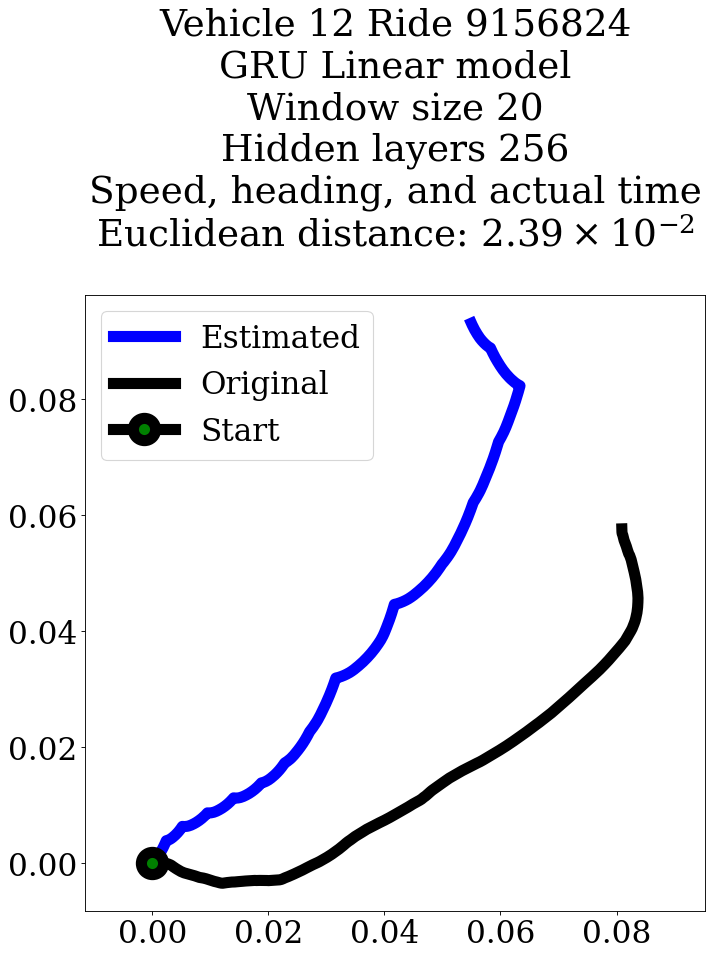 Vehicle 12 Ride 9156824
GRU Linear model
Window size 20
Hidden layers 256
Speed, heading, and actual time
Euclidean distance: 2.39 × 10⁻²
Estimated
Original
Start
0.08
0.06
0.04
0.02
0.00
0.00 0.02 0.04 0.06 0.08